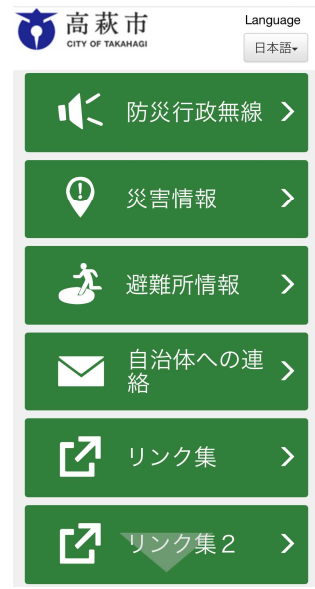 高萩市
CITY OF TAKAHAGI
Language
日本語
防災行政無線
災害情報
避難所情報
自治体への連
絡
リンク集
リンク集２